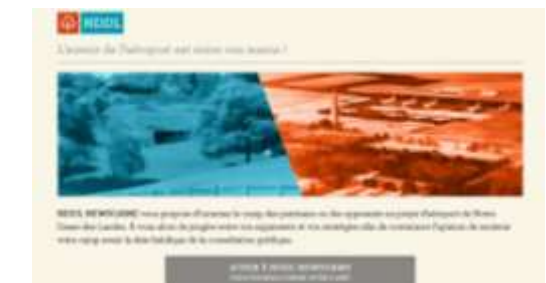 NDDL
L'avenir de l'aéroport est entre vos mains !
NDDL NEWSGAME vous propose d'incarner le camp des partisans ou des opposants au projet d'aéroport de Notre
Dame des Landes. À vous alors de jongler entre vos arguments et vos stratégies afin de convaincre l'opinion de rejoindre
votre camp avant la date fatidique de la consultation publique.
JOUER À NDDL NEWSGAME